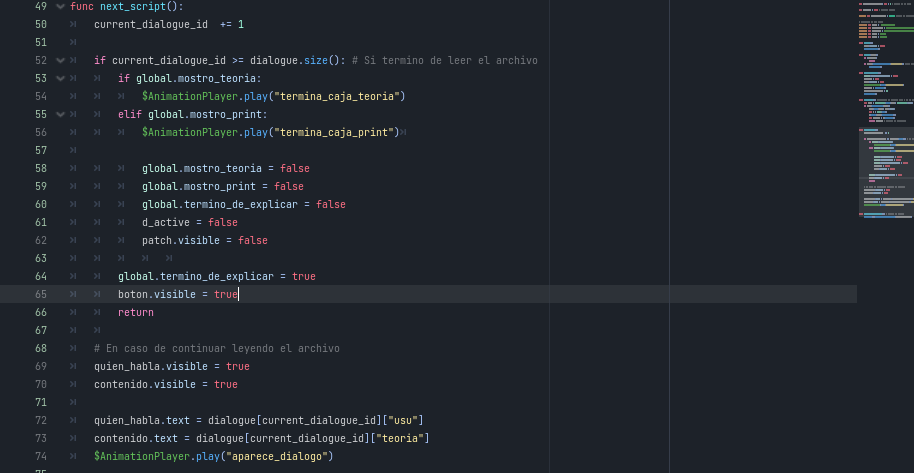 49 func next_script():
50 current_dialogue_id += 1
51
52 if current_dialogue_id >= dialogue.size(): # Si termino de leer el archivo
53 if global.mostro_teoria:
54 $AnimationPlayer.play("termina_caja_teoria")
55 elif global.mostro_print:
56 $AnimationPlayer.play("termina_caja_print")
57
58 global.mostro_teoria = false
59 global.mostro_print = false
60 global.termino_de_explicar = false
61 d_active = false
62 patch.visible = false
63
64 global.termino_de_explicar = true
65 boton.visible = true
66 return
67
68 # En caso de continuar leyendo el archivo
69 quien_habla.visible = true
70 contenido.visible = true
71
72 quien_habla.text = dialogue[current_dialogue_id]["usu"]
73 contenido.text = dialogue[current_dialogue_id]["teoria"]
74 $AnimationPlayer.play("aparece_dialogo")
75